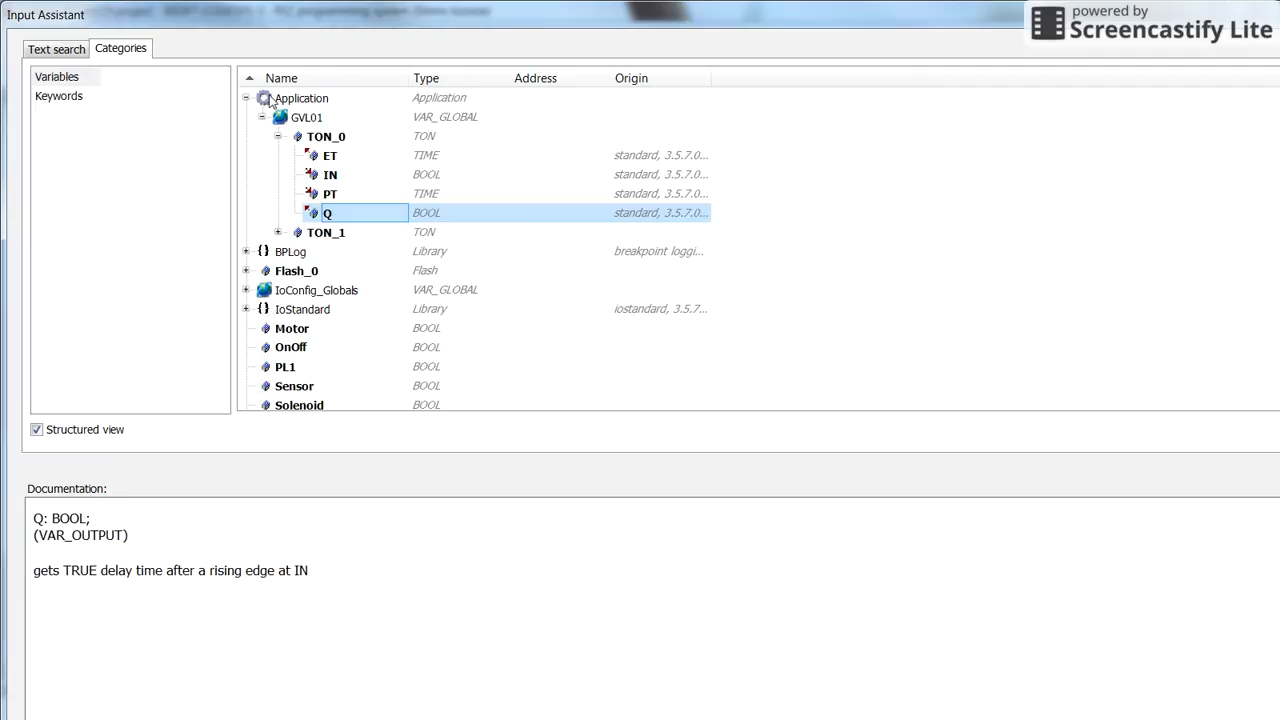 Input Assistant
powered by
Screencastify Lite
Text search Categories
Variables
Keywords
Name Type Address Origin
Application Application
GVL01 VAR_GLOBAL
TON_0 TON
ET TIME standard, 3.5.7.0...
IN BOOL standard, 3.5.7.0...
PT TIME standard, 3.5.7.0...
Q BOOL standard, 3.5.7.0...
TON_1 TON
{} BPLog Library breakpoint loggi...
Flash_0 Flash
IoConfig_Globals VAR_GLOBAL
{} IoStandard Library iostandard, 3.5.7...
Motor BOOL
OnOff BOOL
PL1 BOOL
Sensor BOOL
Solenoid BOOL
Structured view
Documentation:
Q: BOOL;
(VAR_OUTPUT)
gets TRUE delay time after a rising edge at IN